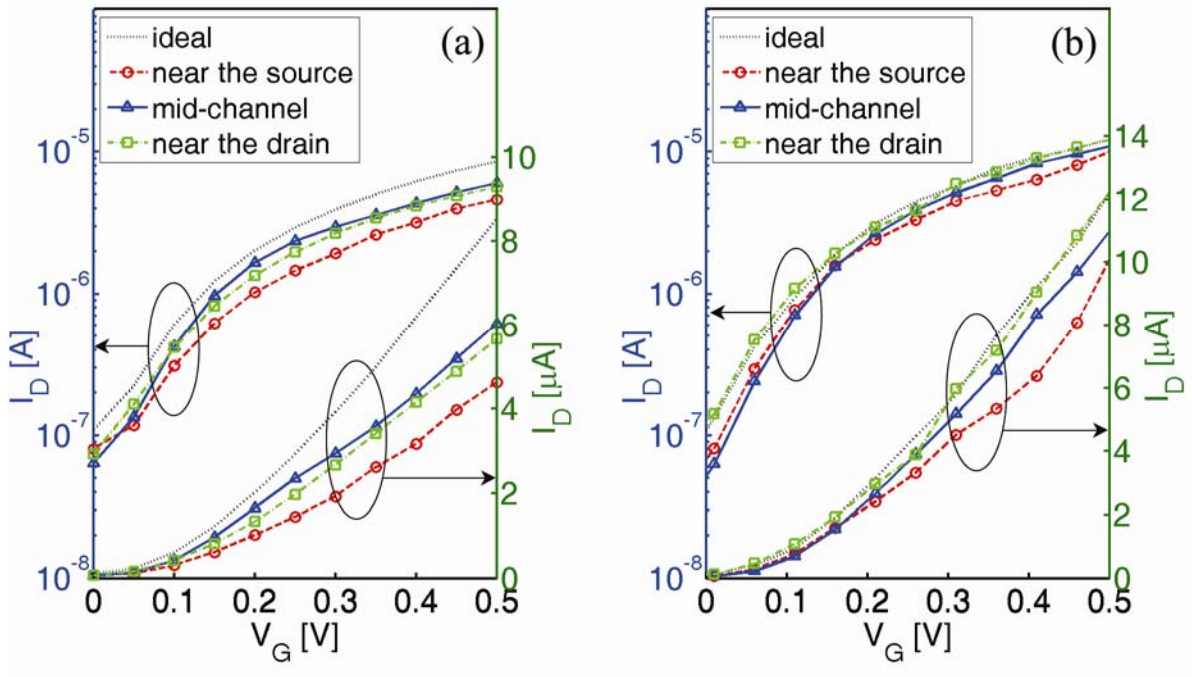 ideal
near the source
mid-channel
near the drain
(a)
10^-5
10^-6
10^-7
10^-8
I_D [A]
10
8
6
4
2
0
I_D [μA]
0 0.1 0.2 0.3 0.4 0.5
V_G [V]
ideal
near the source
mid-channel
near the drain
(b)
10^-5
10^-6
10^-7
10^-8
I_D [A]
14
12
10
8
6
4
2
0
I_D [μA]
0 0.1 0.2 0.3 0.4 0.5
V_G [V]